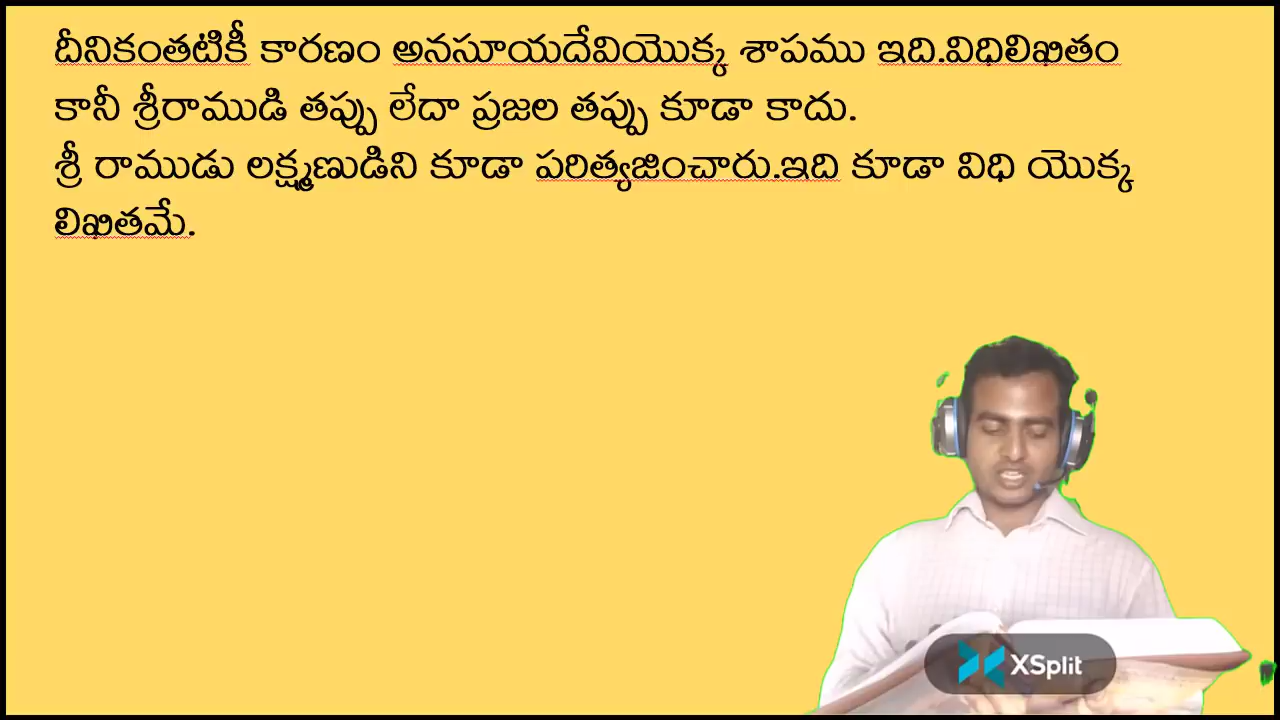 దీనికంతటికీ కారణం అనసూయదేవియొక్క శాపము ఇది.విధిలిఖితం
కానీ శ్రీరాముడి తప్పు లేదా ప్రజల తప్పు కూడా కాదు.
శ్రీ రాముడు లక్ష్మణుడిని కూడా పరిత్యజించారు.ఇది కూడా విధి యొక్క
లిఖితమే.
XSplit